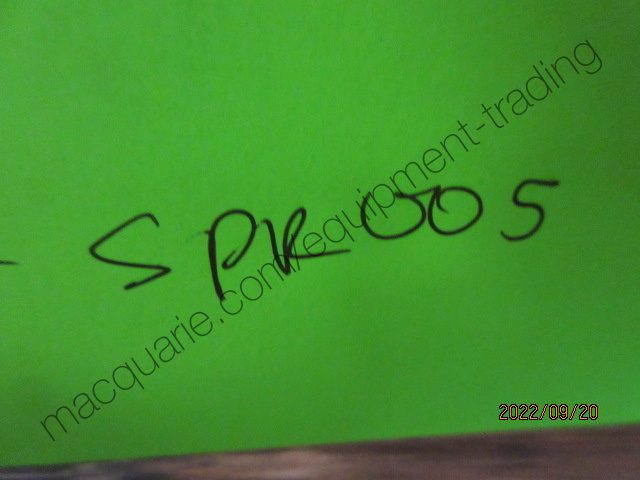 - SPR005
macquarie.com/equipment-trading
2022/09/20